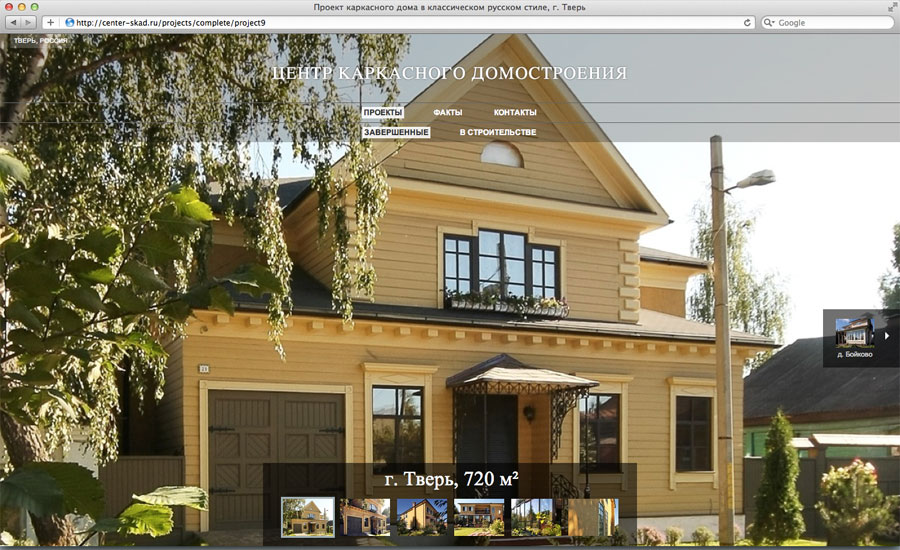 Проект каркасного дома в классическом русском стиле, г. Тверь
http://center-skad.ru/projects/complete/project9
Google
ТВЕРЬ, РОССИЯ
ЦЕНТР КАРКАСНОГО ДОМОСТРОЕНИЯ
ПРОЕКТЫ ФАКТЫ КОНТАКТЫ
ЗАВЕРШЕННЫЕ В СТРОИТЕЛЬСТВЕ
д. Бойково
г. Тверь, 720 м²